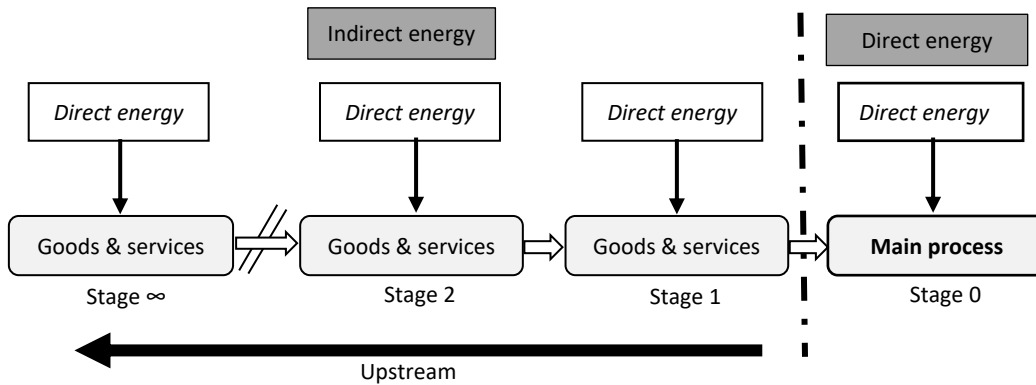 Indirect energy
Direct energy
Direct energy
Direct energy
Direct energy
Direct energy
Goods & services
Goods & services
Goods & services
Main process
Stage ∞
Stage 2
Stage 1
Stage 0
Upstream